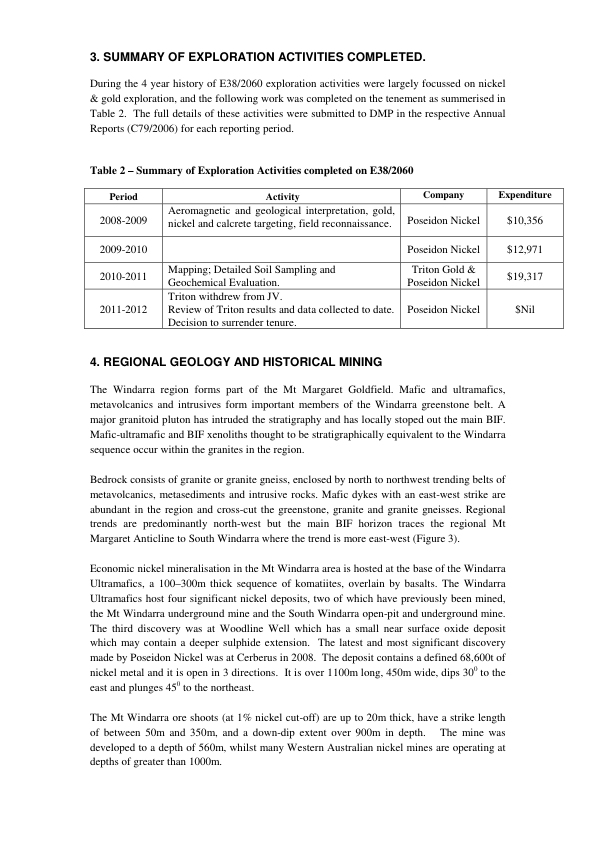 3. SUMMARY OF EXPLORATION ACTIVITIES COMPLETED.
During the 4 year history of E38/2060 exploration activities were largely focussed on nickel
& gold exploration, and the following work was completed on the tenement as summerised in
Table 2. The full details of these activities were submitted to DMP in the respective Annual
Reports (C79/2006) for each reporting period.
Table 2 – Summary of Exploration Activities completed on E38/2060
Period Activity Company Expenditure
2008-2009 Aeromagnetic and geological interpretation, gold,
nickel and calcrete targeting, field reconnaissance. Poseidon Nickel $10,356
2009-2010 Poseidon Nickel $12,971
2010-2011 Mapping; Detailed Soil Sampling and
Geochemical Evaluation. Triton Gold &
Poseidon Nickel $19,317
2011-2012 Triton withdrew from JV.
Review of Triton results and data collected to date.
Decision to surrender tenure. Poseidon Nickel $Nil
4. REGIONAL GEOLOGY AND HISTORICAL MINING
The Windarra region forms part of the Mt Margaret Goldfield. Mafic and ultramafics,
metavolcanics and intrusives form important members of the Windarra greenstone belt. A
major granitoid pluton has intruded the stratigraphy and has locally stoped out the main BIF.
Mafic-ultramafic and BIF xenoliths thought to be stratigraphically equivalent to the Windarra
sequence occur within the granites in the region.
Bedrock consists of granite or granite gneiss, enclosed by north to northwest trending belts of
metavolcanics, metasediments and intrusive rocks. Mafic dykes with an east-west strike are
abundant in the region and cross-cut the greenstone, granite and granite gneisses. Regional
trends are predominantly north-west but the main BIF horizon traces the regional Mt
Margaret Anticline to South Windarra where the trend is more east-west (Figure 3).
Economic nickel mineralisation in the Mt Windarra area is hosted at the base of the Windarra
Ultramafics, a 100–300m thick sequence of komatiites, overlain by basalts. The Windarra
Ultramafics host four significant nickel deposits, two of which have previously been mined,
the Mt Windarra underground mine and the South Windarra open-pit and underground mine.
The third discovery was at Woodline Well which has a small near surface oxide deposit
which may contain a deeper sulphide extension. The latest and most significant discovery
made by Poseidon Nickel was at Cerberus in 2008. The deposit contains a defined 68,600t of
nickel metal and it is open in 3 directions. It is over 1100m long, 450m wide, dips 30⁰ to the
east and plunges 45⁰ to the northeast.
The Mt Windarra ore shoots (at 1% nickel cut-off) are up to 20m thick, have a strike length
of between 50m and 350m, and a down-dip extent over 900m in depth. The mine was
developed to a depth of 560m, whilst many Western Australian nickel mines are operating at
depths of greater than 1000m.